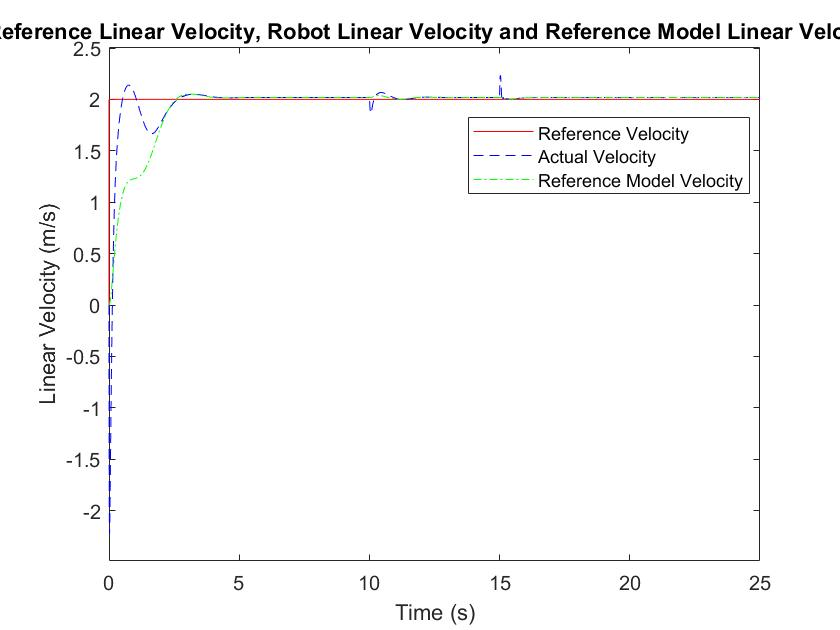 Reference Linear Velocity, Robot Linear Velocity and Reference Model Linear Velo
2.5
2
1.5
1
0.5
0
-0.5
-1
-1.5
-2
Linear Velocity (m/s)
Reference Velocity
Actual Velocity
Reference Model Velocity
0 5 10 15 20 25
Time (s)